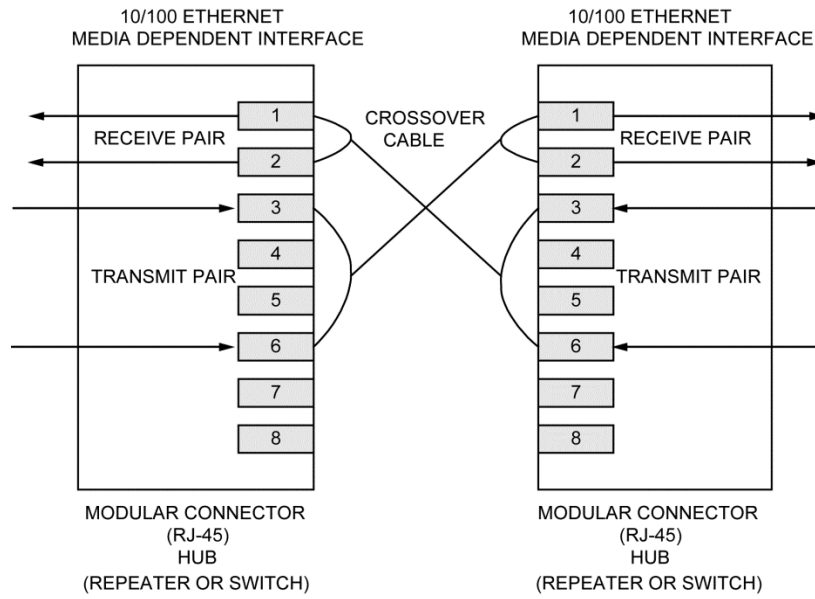 10/100 ETHERNET
MEDIA DEPENDENT INTERFACE
10/100 ETHERNET
MEDIA DEPENDENT INTERFACE
1
RECEIVE PAIR
2
3
4
TRANSMIT PAIR
5
6
7
8
CROSSOVER
CABLE
1
RECEIVE PAIR
2
3
4
TRANSMIT PAIR
5
6
7
8
MODULAR CONNECTOR
(RJ-45)
HUB
(REPEATER OR SWITCH)
MODULAR CONNECTOR
(RJ-45)
HUB
(REPEATER OR SWITCH)